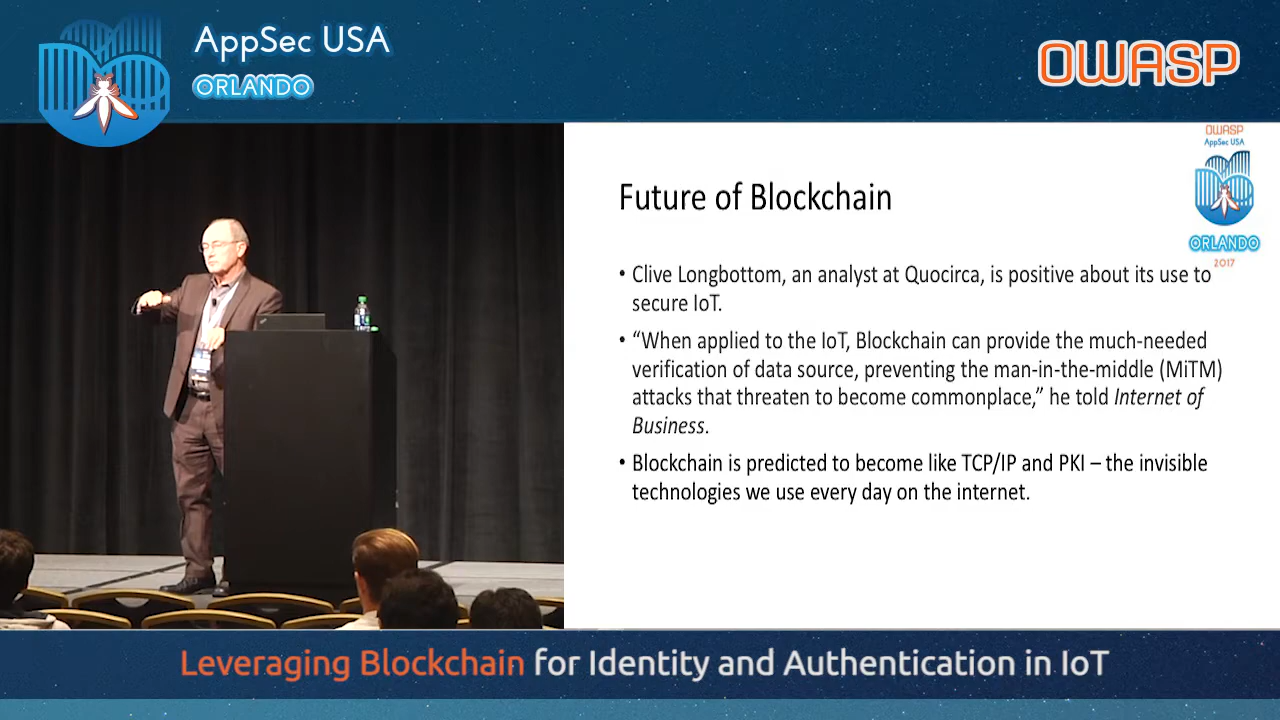 AppSec USA
ORLANDO
OWASP
OWASP
AppSec USA
ORLANDO
2017
Future of Blockchain
• Clive Longbottom, an analyst at Quocirca, is positive about its use to
secure IoT.
• “When applied to the IoT, Blockchain can provide the much-needed
verification of data source, preventing the man-in-the-middle (MiTM)
attacks that threaten to become commonplace,” he told Internet of
Business.
• Blockchain is predicted to become like TCP/IP and PKI – the invisible
technologies we use every day on the internet.
Leveraging Blockchain for Identity and Authentication in IoT